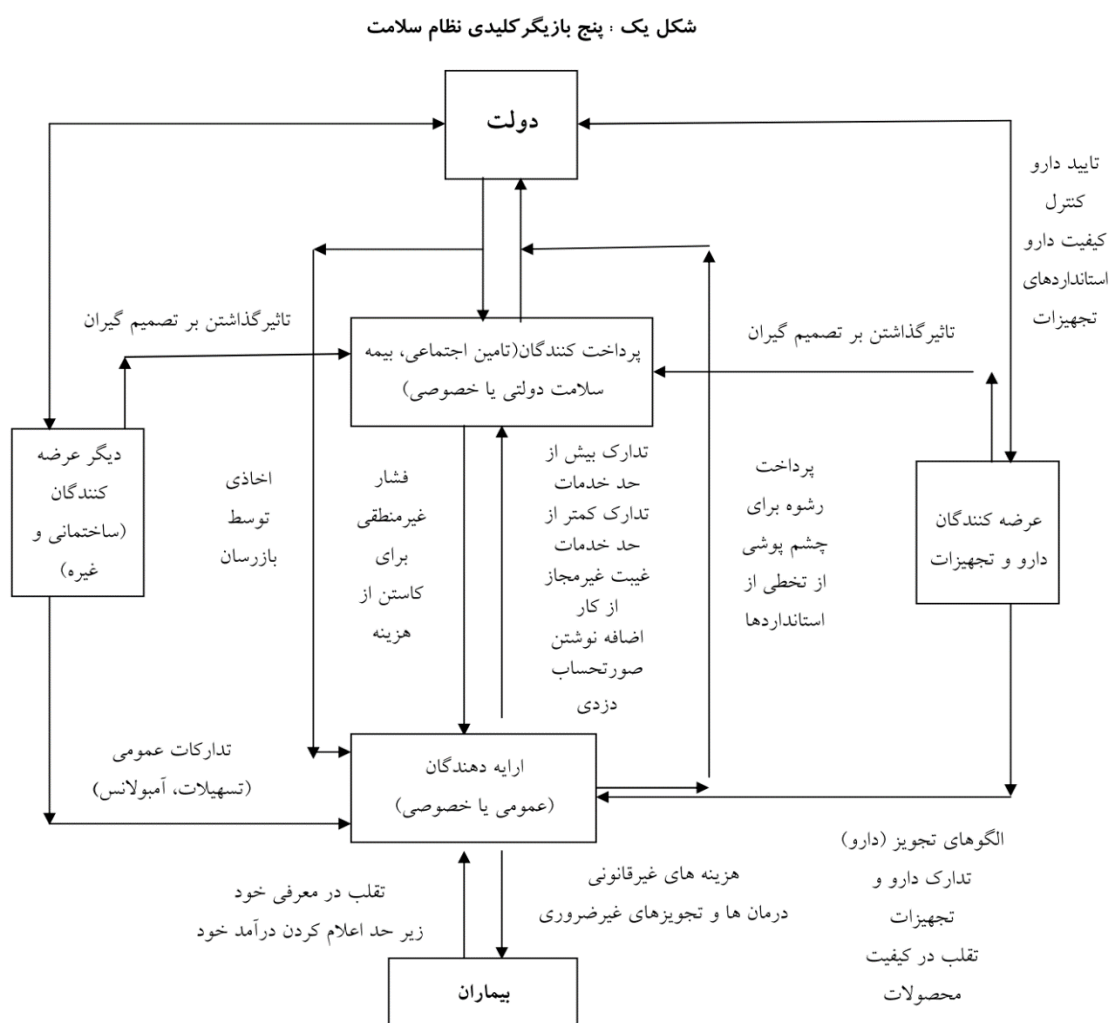 شکل یک : پنج بازیگر کلیدی نظام سلامت
دولت
تایید دارو
کنترل
کیفیت دارو
استانداردهای
تجهیزات
تاثیرگذاشتن بر تصمیم گیران
تاثیرگذاشتن بر تصمیم گیران
پرداخت کنندگان(تامین اجتماعی، بیمه
سلامت دولتی یا خصوصی)
عرضه کنندگان
دارو و تجهیزات
دیگر عرضه
کنندگان
(ساختمانی و
غیره)
پرداخت
رشوه برای
چشم پوشی
از تخطی از
استانداردها
تدارک بیش از
حد خدمات
تدارک کمتر از
حد خدمات
غیبت غیرمجاز
از کار
اضافه نوشتن
صورتحساب
دزدی
فشار
غیرمنطقی
برای
کاستن از
هزینه
اخاذی
توسط
بازرسان
ارایه دهندگان
(عمومی یا خصوصی)
تدارکات عمومی
(تسهیلات، آمبولانس)
الگوهای تجویز (دارو)
تدارک دارو و
تجهیزات
تقلب در کیفیت
محصولات
هزینه های غیرقانونی
درمان ها و تجویزهای غیرضروری
تقلب در معرفی خود
زیر حد اعلام کردن درآمد خود
بیماران